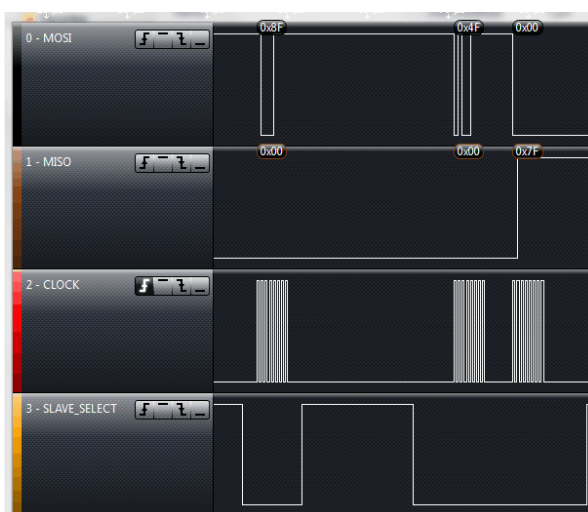 0x8F 0x4F 0x00
0 - MOSI
0x00 0x00 0x7F
1 - MISO
2 - CLOCK
3 - SLAVE_SELECT